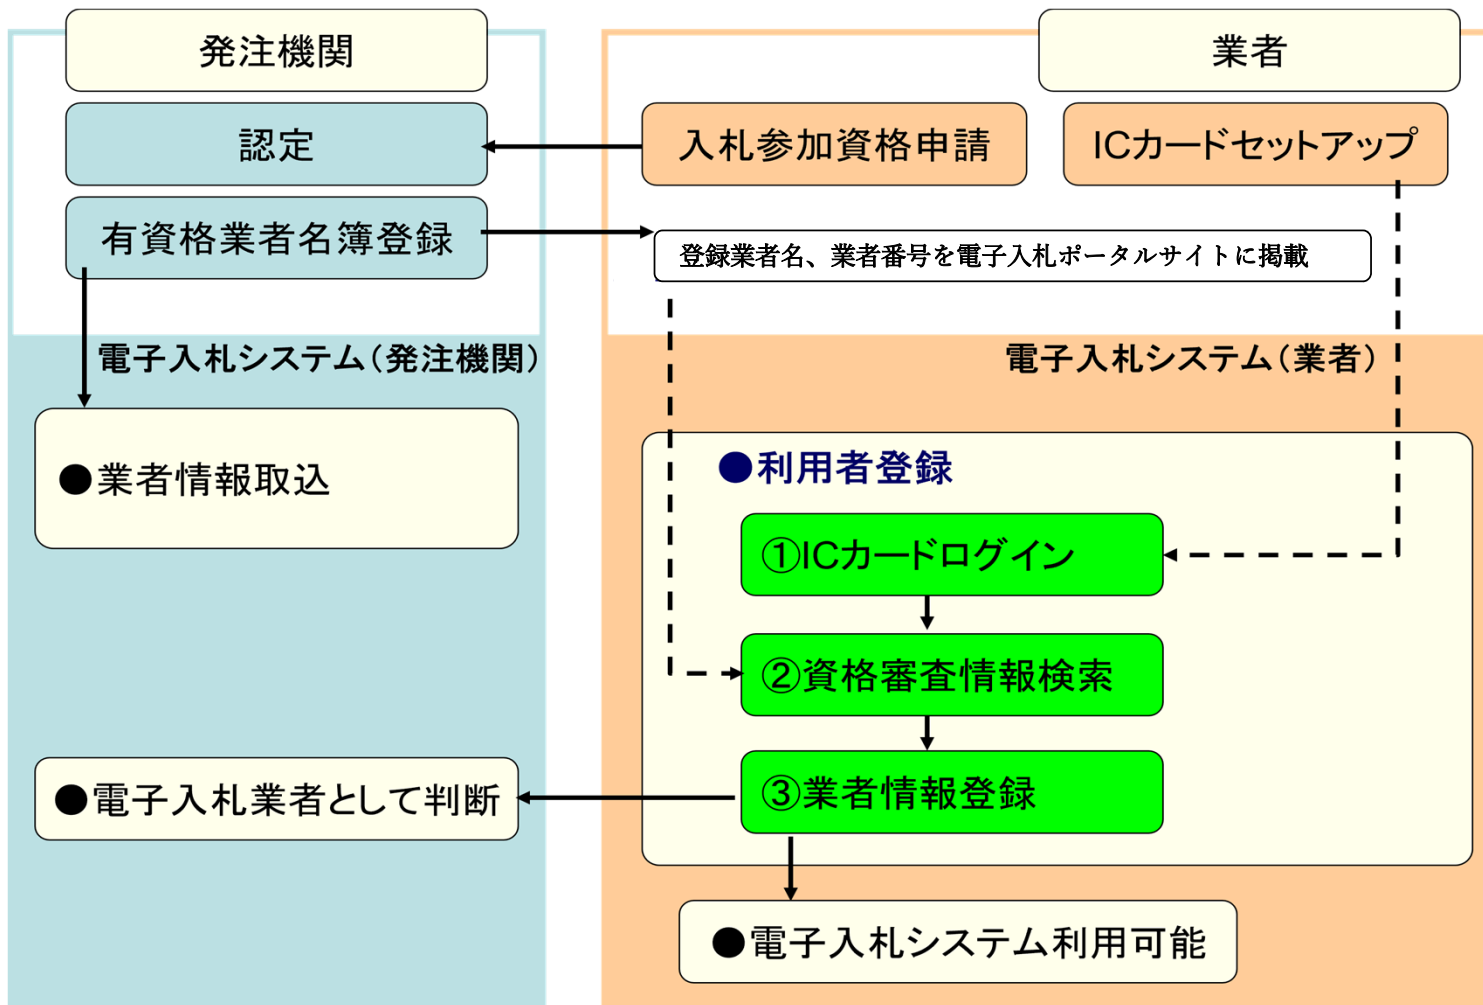 発注機関
業者
認定
入札参加資格申請
ICカードセットアップ
有資格業者名簿登録
登録業者名、業者番号を電子入札ポータルサイトに掲載
電子入札システム(発注機関)
電子入札システム(業者)
●業者情報取込
●利用者登録
①ICカードログイン
②資格審査情報検索
③業者情報登録
●電子入札業者として判断
●電子入札システム利用可能